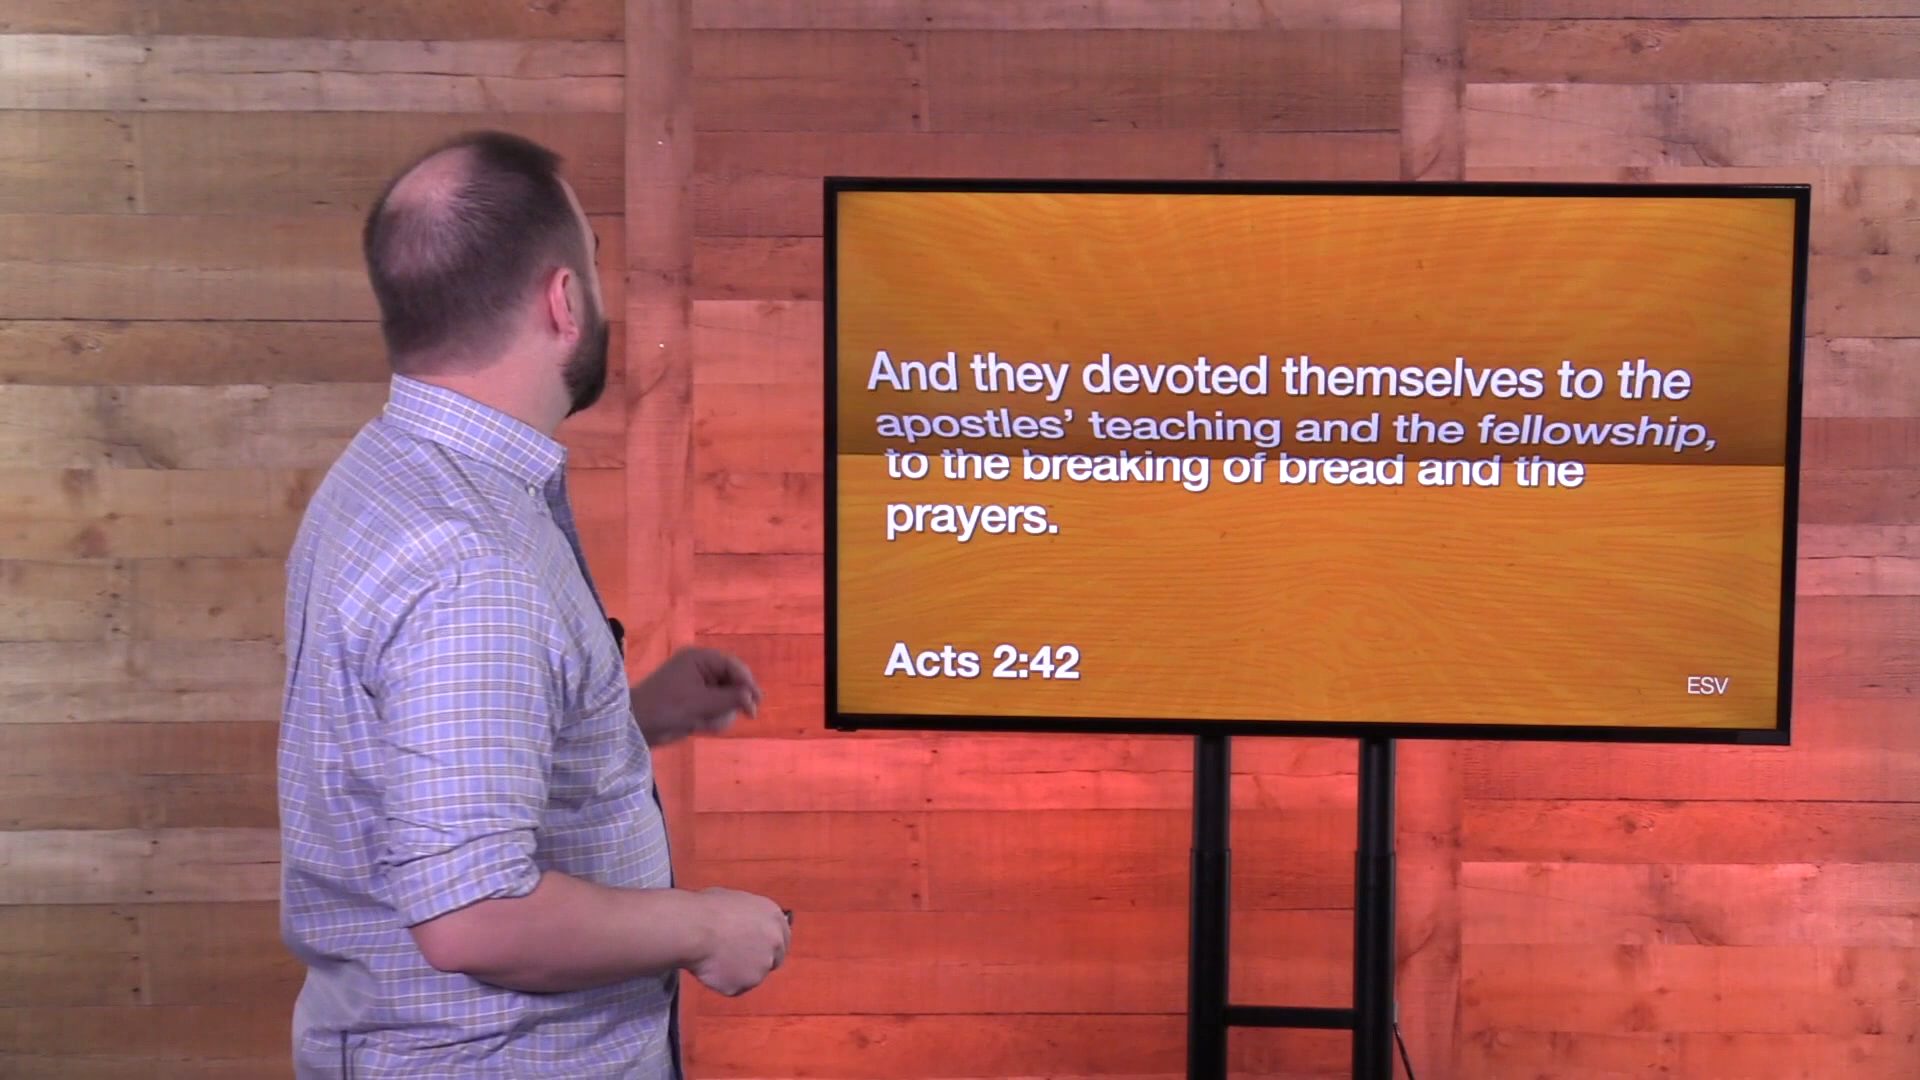 And they devoted themselves to the
apostles’ teaching and the fellowship,
to the breaking of bread and the
prayers.
Acts 2:42
ESV